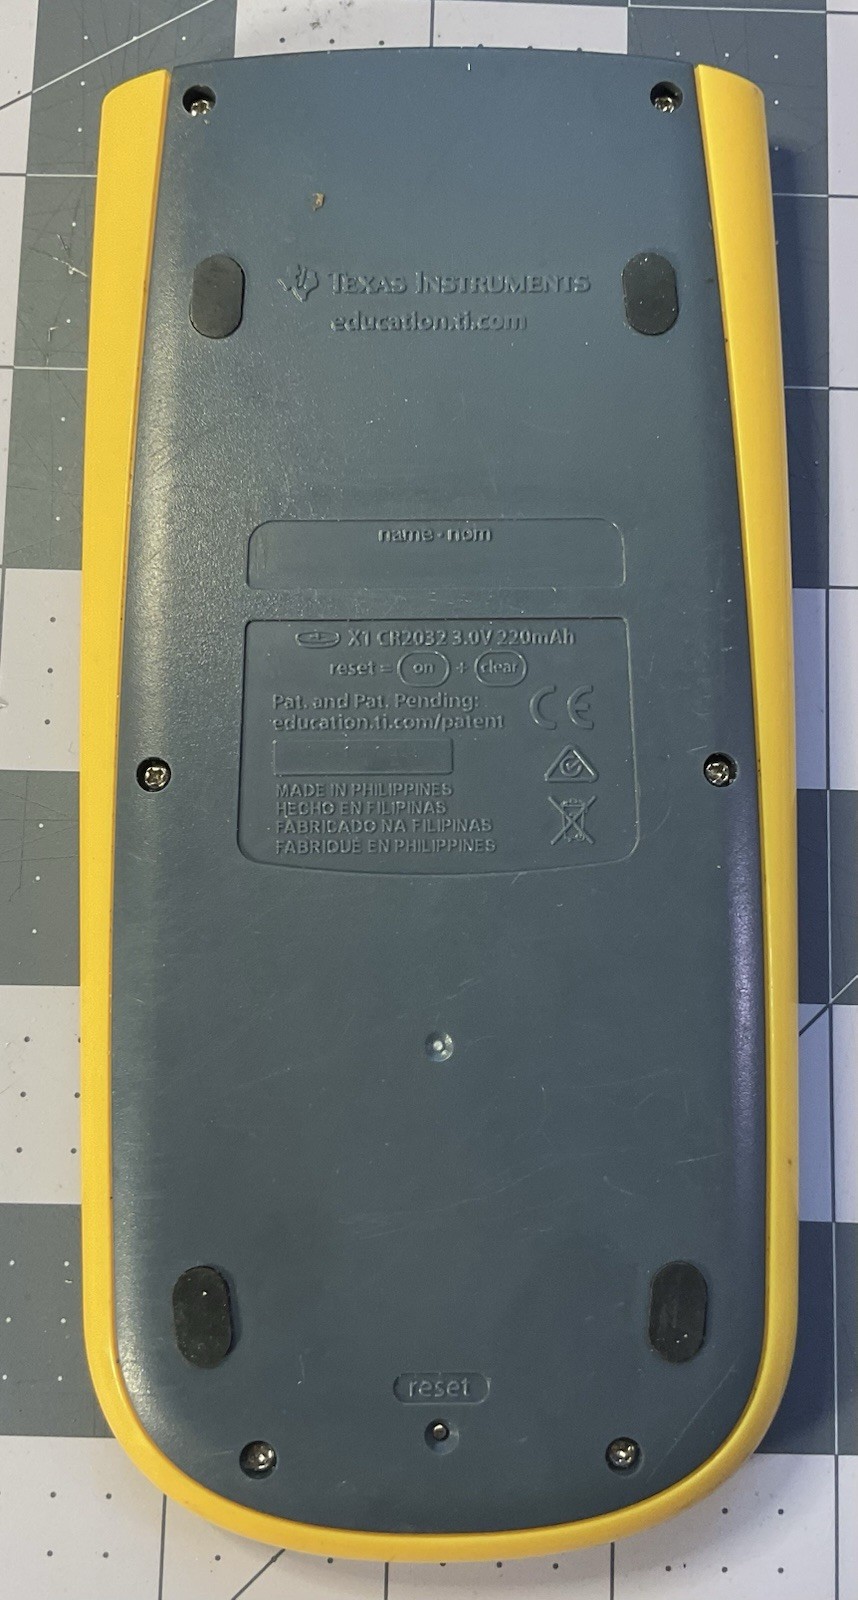 TEXAS INSTRUMENTS
education.ti.com
name • nom
X1 CR2032 3.0V 220mAh
reset = on + clear
Pat. and Pat. Pending:
education.ti.com/patent
CE
MADE IN PHILIPPINES
HECHO EN FILIPINAS
FABRICADO NA FILIPINAS
FABRIQUÉ EN PHILIPPINES
reset